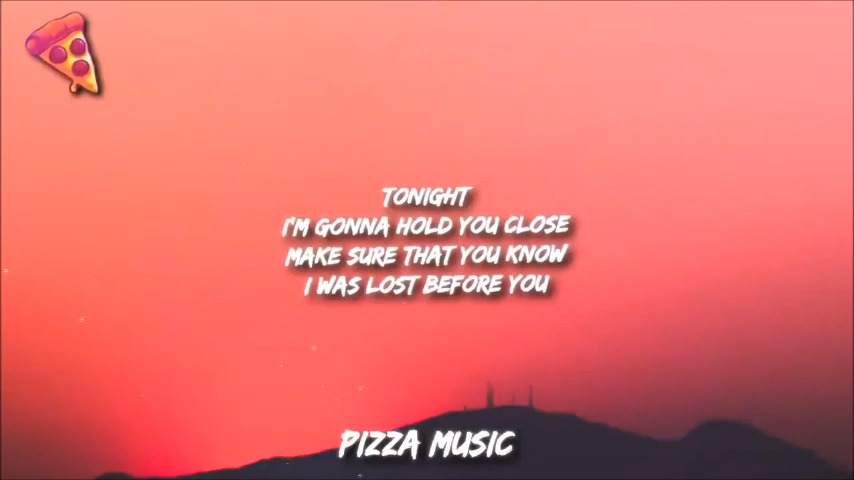 TONIGHT
I'M GONNA HOLD YOU CLOSE
MAKE SURE THAT YOU KNOW
I WAS LOST BEFORE YOU
PIZZA MUSIC